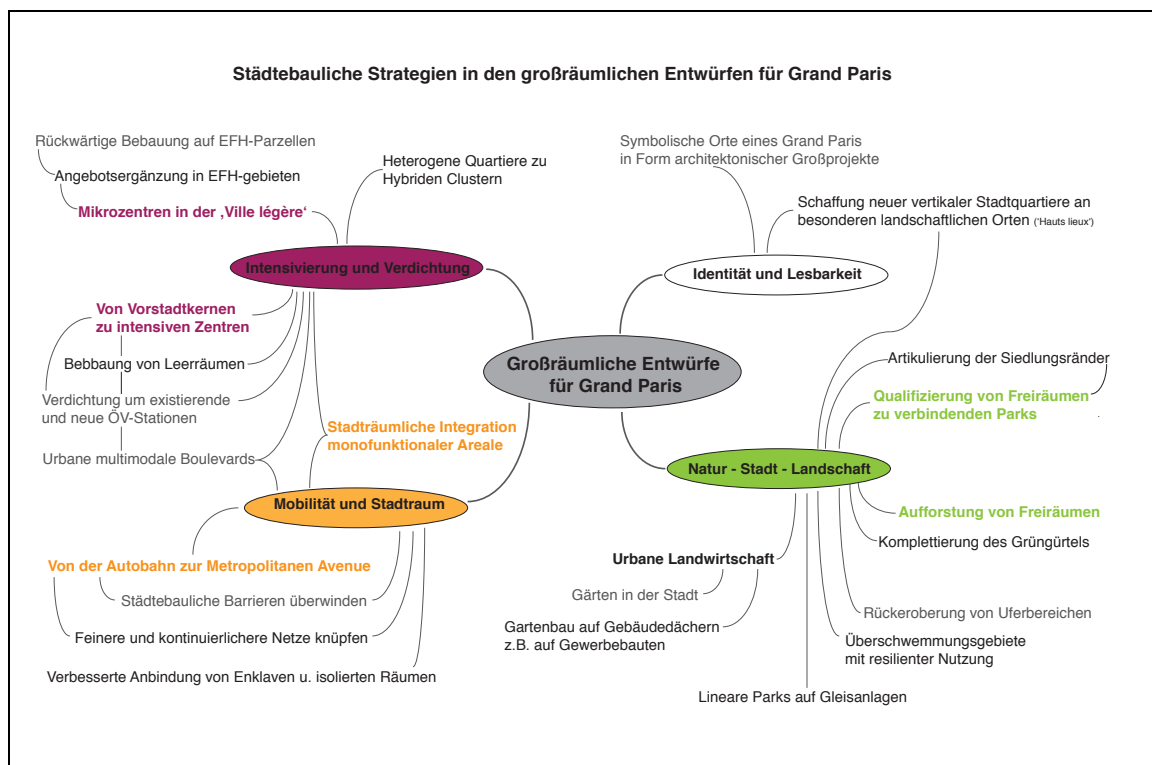 Städtebauliche Strategien in den großräumlichen Entwürfen für Grand Paris
Rückwärtige Bebauung auf EFH-Parzellen
Angebotsergänzung in EFH-gebieten
Mikrozentren in der ‚Ville légère‘
Heterogene Quartiere zu
Hybriden Clustern
Intensivierung und Verdichtung
Von Vorstadtkernen
zu intensiven Zentren
Bebbaung von Leerräumen
Verdichtung um existierende
und neue ÖV-Stationen
Urbane multimodale Boulevards
Stadträumliche Integration
monofunktionaler Areale
Mobilität und Stadtraum
Von der Autobahn zur Metropolitanen Avenue
Städtebauliche Barrieren überwinden
Feinere und kontinuierlichere Netze knüpfen
Verbesserte Anbindung von Enklaven u. isolierten Räumen
Großräumliche Entwürfe
für Grand Paris
Symbolische Orte eines Grand Paris
in Form architektonischer Großprojekte
Schaffung neuer vertikaler Stadtquartiere an
besonderen landschaftlichen Orten ('Hauts lieux')
Identität und Lesbarkeit
Artikulierung der Siedlungsränder
Qualifizierung von Freiräumen
zu verbindenden Parks
Natur - Stadt - Landschaft
Aufforstung von Freiräumen
Komplettierung des Grüngürtels
Urbane Landwirtschaft
Gärten in der Stadt
Gartenbau auf Gebäudedächern
z.B. auf Gewerbebauten
Rückeroberung von Uferbereichen
Überschwemmungsgebiete
mit resilienter Nutzung
Lineare Parks auf Gleisanlagen